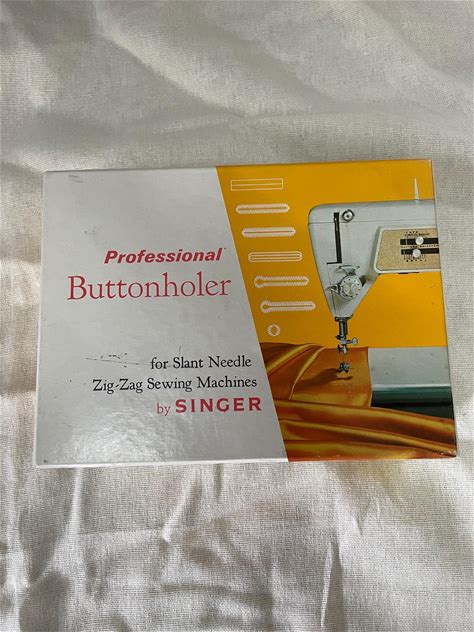 Professional
Buttonholer
for Slant Needle
Zig-Zag Sewing Machines
by SINGER